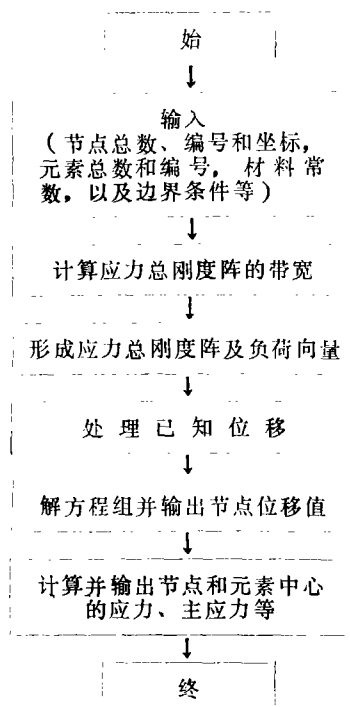 始
输入
(节点总数、编号和坐标,
元素总数和编号, 材料常
数, 以及边界条件等)
计算应力总刚度阵的带宽
形成应力总刚度阵及负荷向量
处理已知位移
解方程组并输出节点位移值
计算并输出节点和元素中心
的应力、主应力等
终